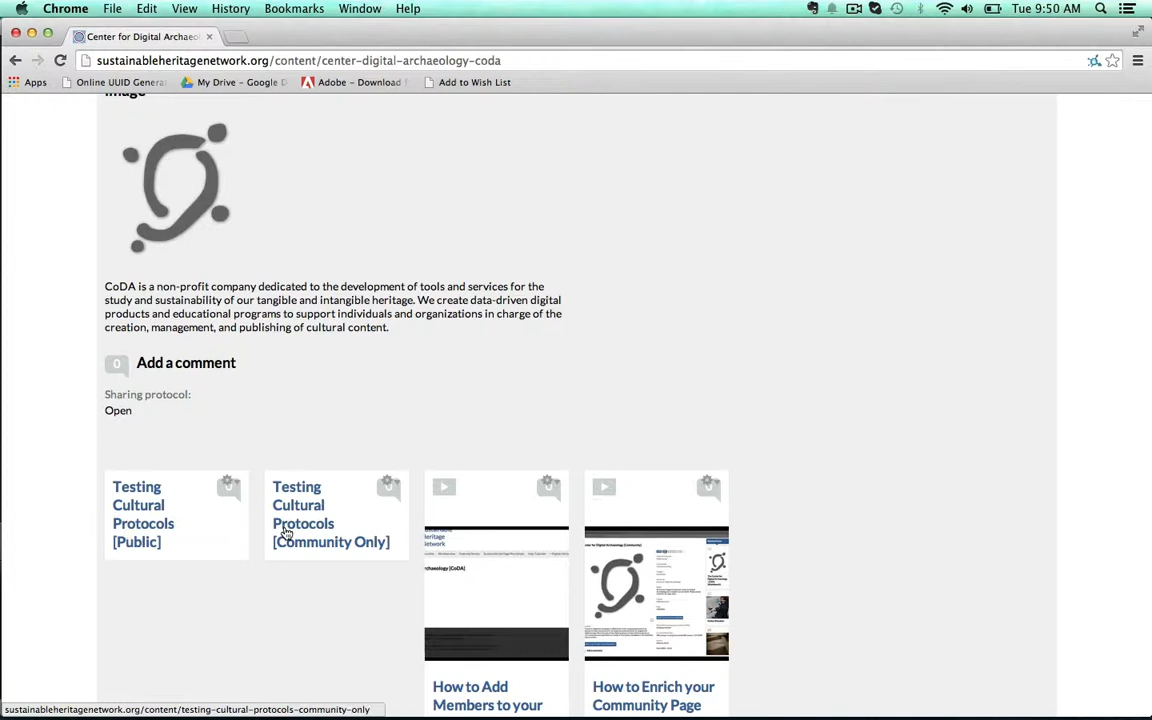 Chrome File Edit View History Bookmarks Window Help Tue 9:50 AM
Center for Digital Archaeol
sustainableheritagenetwork.org/content/center-digital-archaeology-coda
Apps Online UUID Genera My Drive - Google D Adobe - Download Add to Wish List
Image
CoDA is a non-profit company dedicated to the development of tools and services for the
study and sustainability of our tangible and intangible heritage. We create data-driven digital
products and educational programs to support individuals and organizations in charge of the
creation, management, and publishing of cultural content.
0 Add a comment
Sharing protocol:
Open
Testing
Cultural
Protocols
[Public]
Testing
Cultural
Protocols
[Community Only]
Heritage
Network
rchaeology [CoDA]
How to Add
Members to your
How to Enrich your
Community Page
sustainableheritagenetwork.org/content/testing-cultural-protocols-community-only